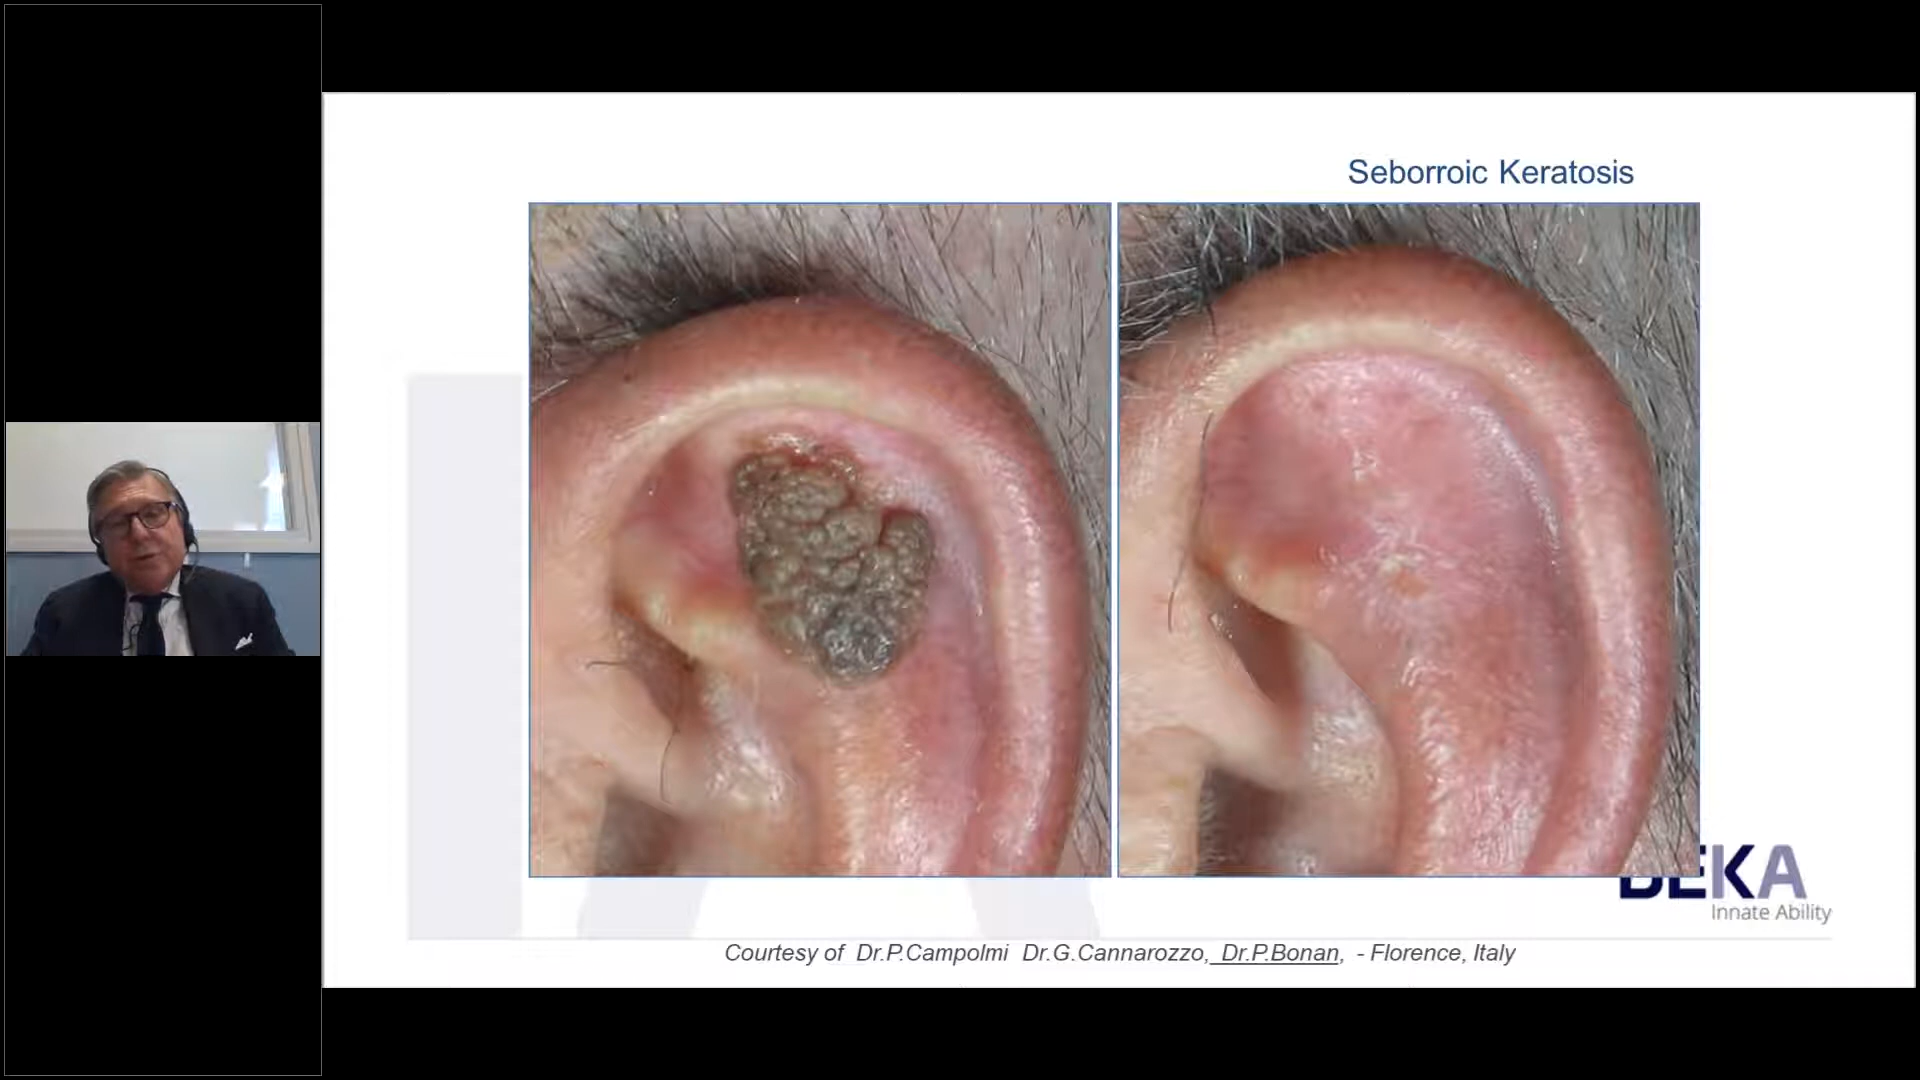 Seborroic Keratosis
DEKA
Innate Ability
Courtesy of Dr.P.Campolmi Dr.G.Cannarozzo, Dr.P.Bonan, - Florence, Italy